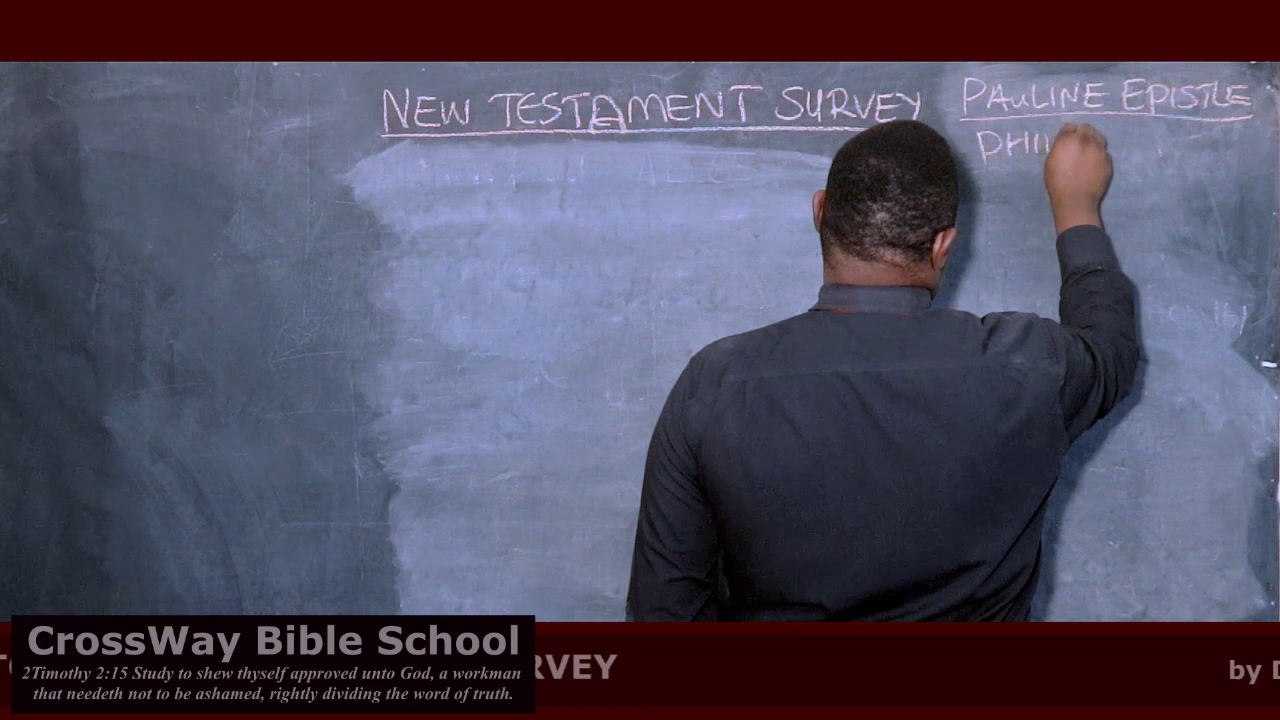 NEW TESTAMENT SURVEY
PAULINE EPISTLE
PHI
CrossWay Bible School
2Timothy 2:15 Study to shew thyself approved unto God, a workman
that needeth not to be ashamed, rightly dividing the word of truth.
RVEY
by D